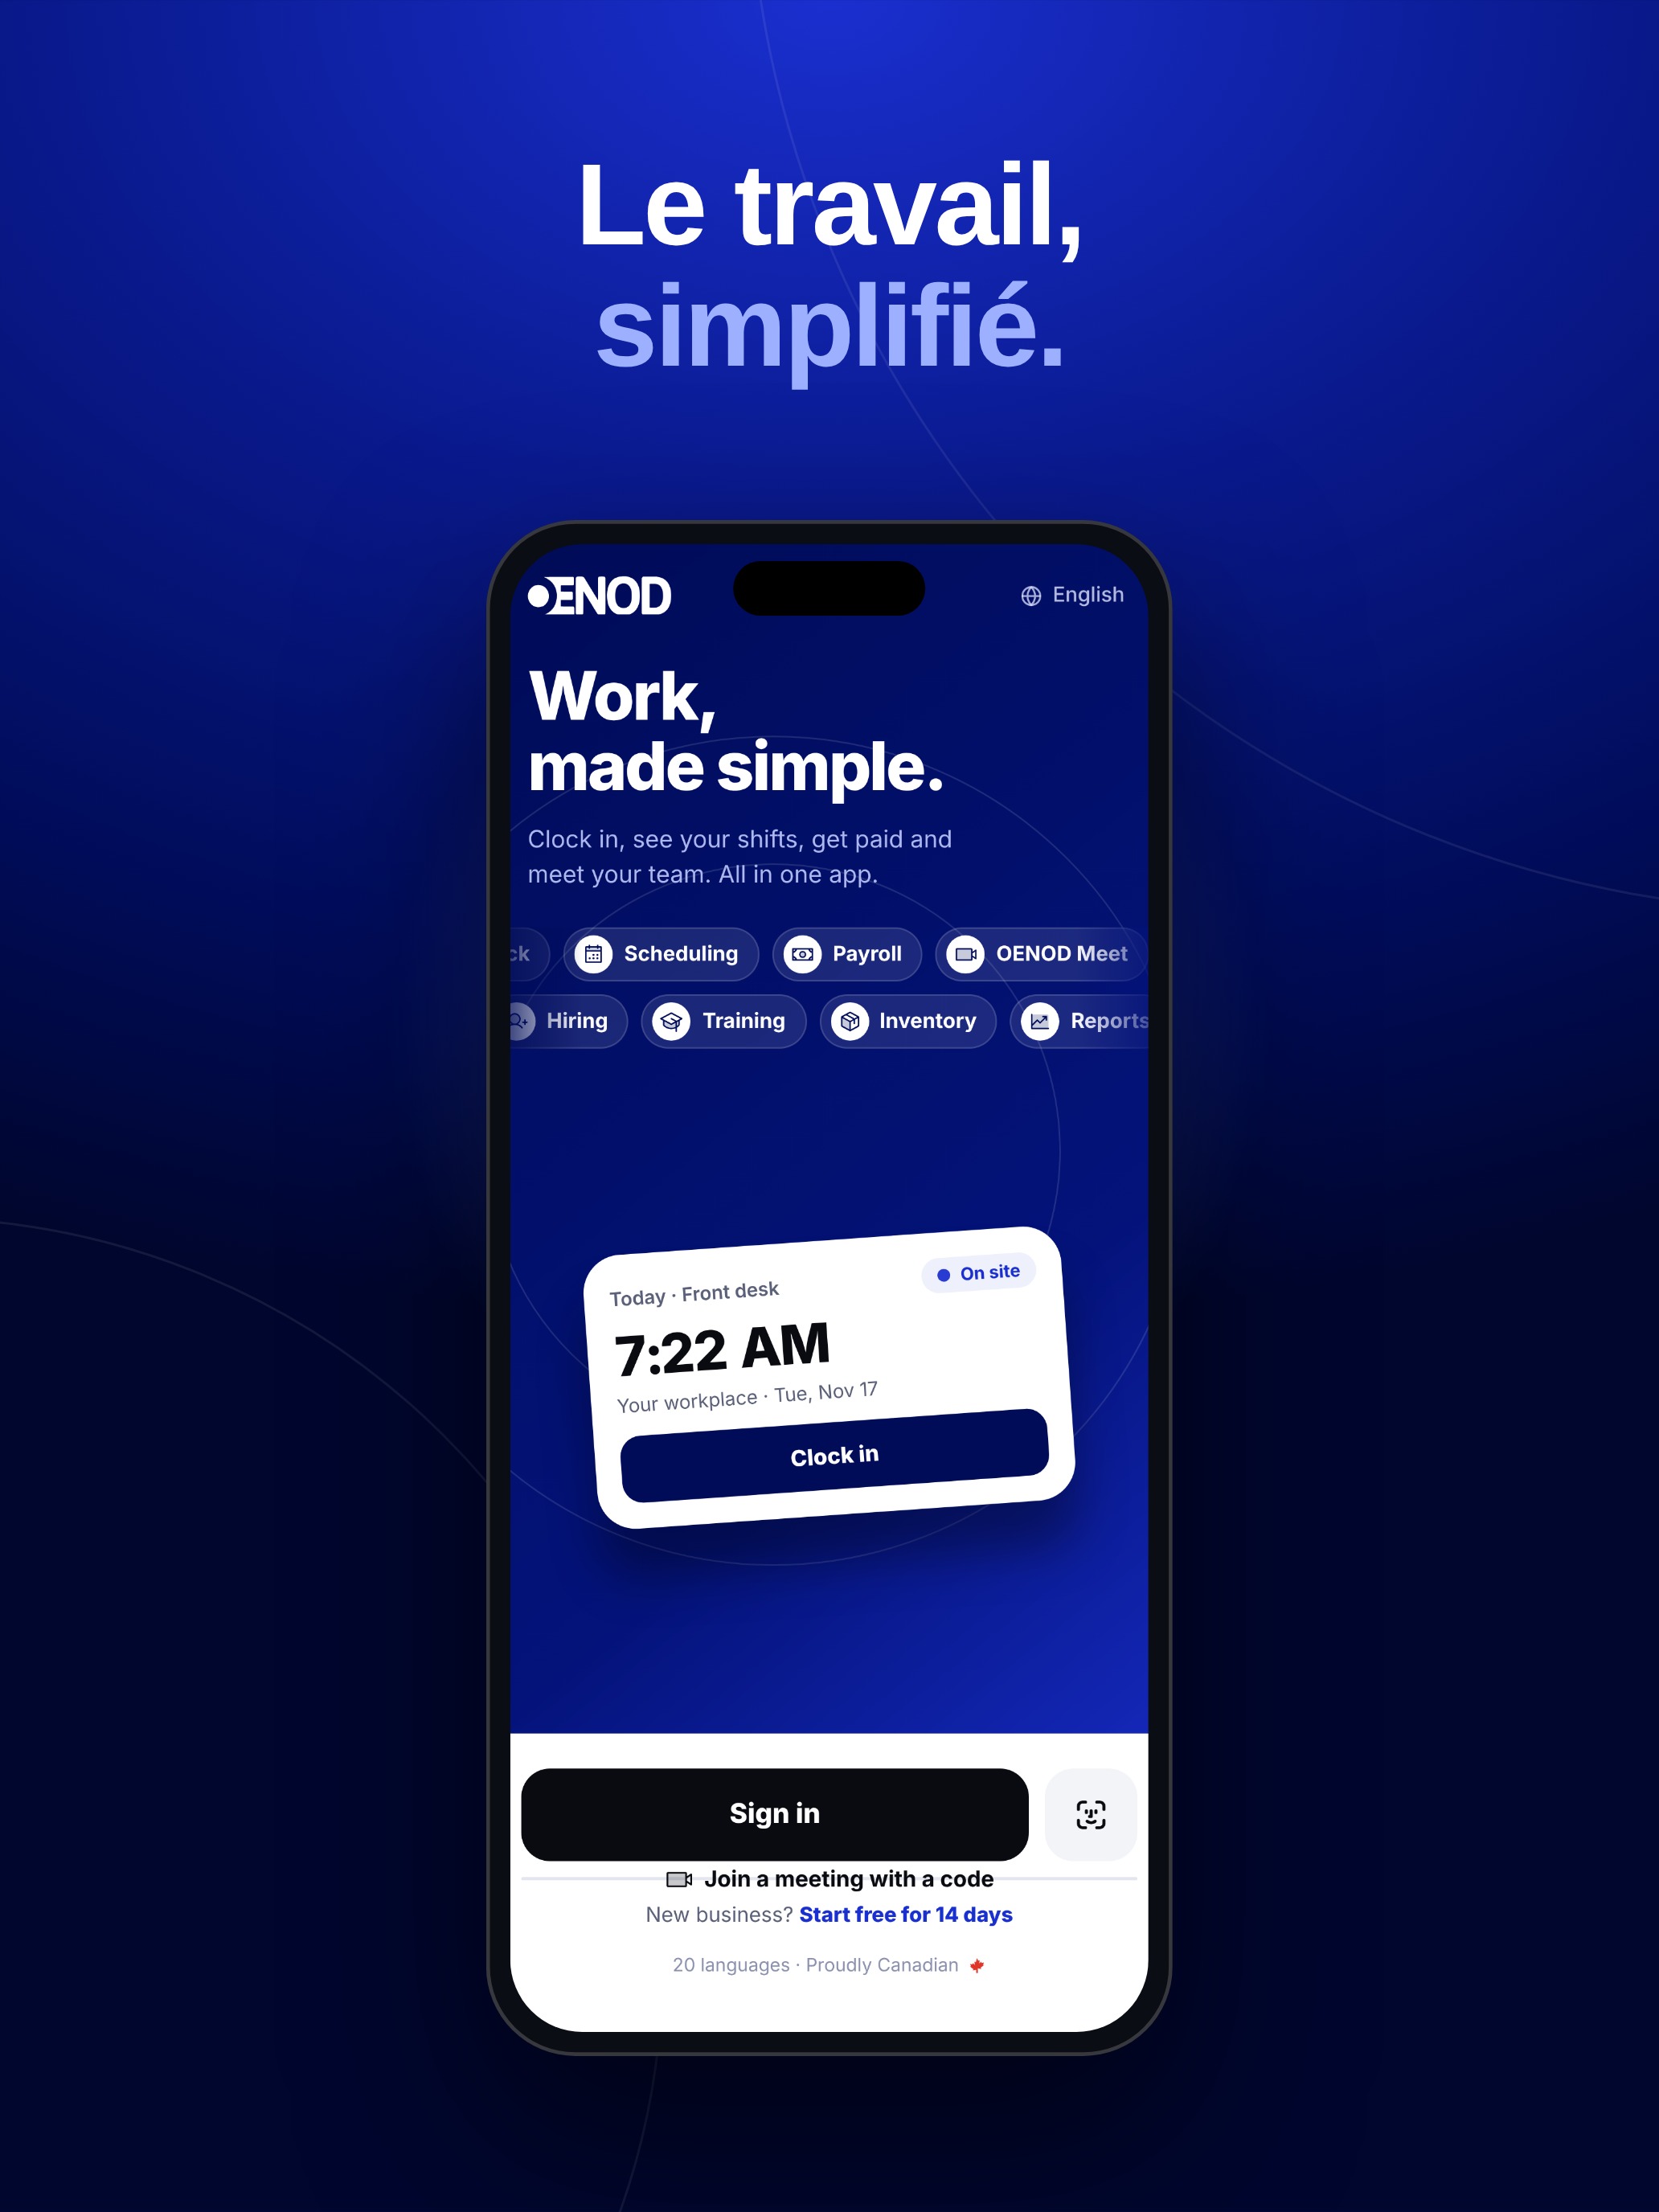 Le travail,
simplifié.
OENOD
English
Work,
made simple.
Clock in, see your shifts, get paid and
meet your team. All in one app.
ck Scheduling Payroll OENOD Meet
Hiring Training Inventory Reports
On site
Today · Front desk
7:22 AM
Your workplace · Tue, Nov 17
Clock in
Sign in
Join a meeting with a code
New business? Start free for 14 days
20 languages · Proudly Canadian